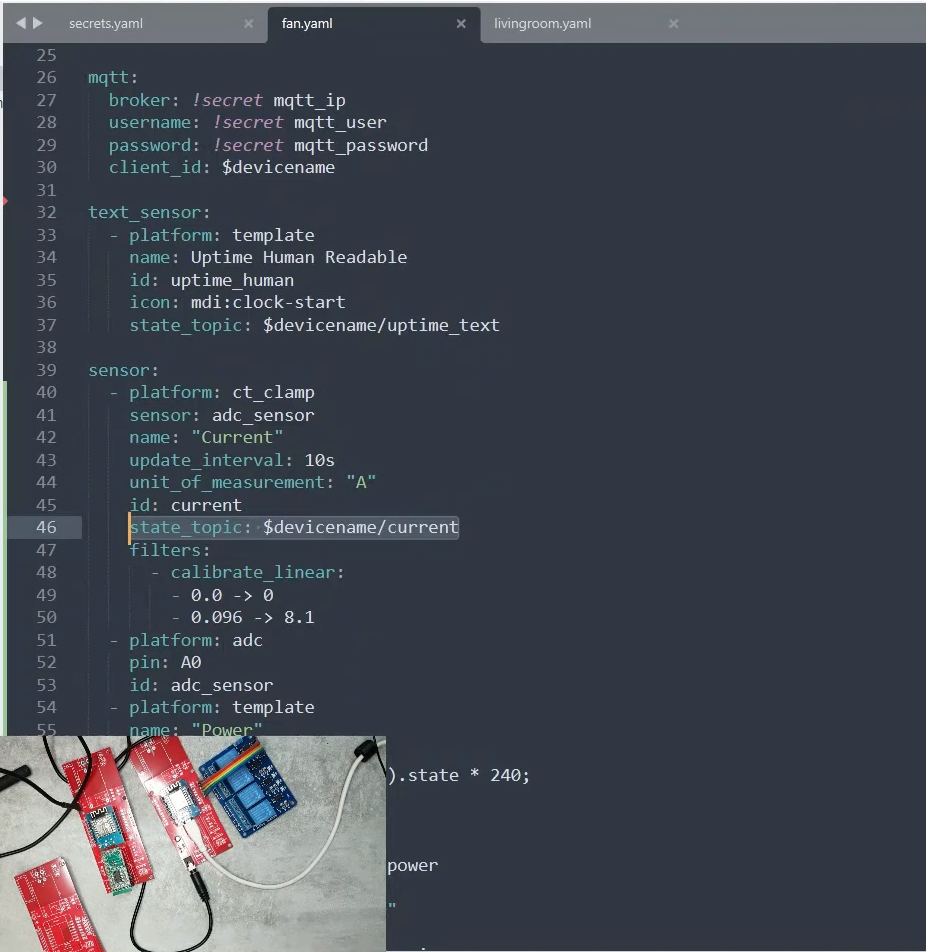 secrets.yaml × fan.yaml × livingroom.yaml ×
25
26 mqtt:
27 broker: !secret mqtt_ip
28 username: !secret mqtt_user
29 password: !secret mqtt_password
30 client_id: $devicename
31
32 text_sensor:
33 - platform: template
34 name: Uptime Human Readable
35 id: uptime_human
36 icon: mdi:clock-start
37 state_topic: $devicename/uptime_text
38
39 sensor:
40 - platform: ct_clamp
41 sensor: adc_sensor
42 name: "Current"
43 update_interval: 10s
44 unit_of_measurement: "A"
45 id: current
46 state_topic: $devicename/current
47 filters:
48 - calibrate_linear:
49 - 0.0 -> 0
50 - 0.096 -> 8.1
51 - platform: adc
52 pin: A0
53 id: adc_sensor
54 - platform: template
55 name: "Power"
).state * 240;
power
"